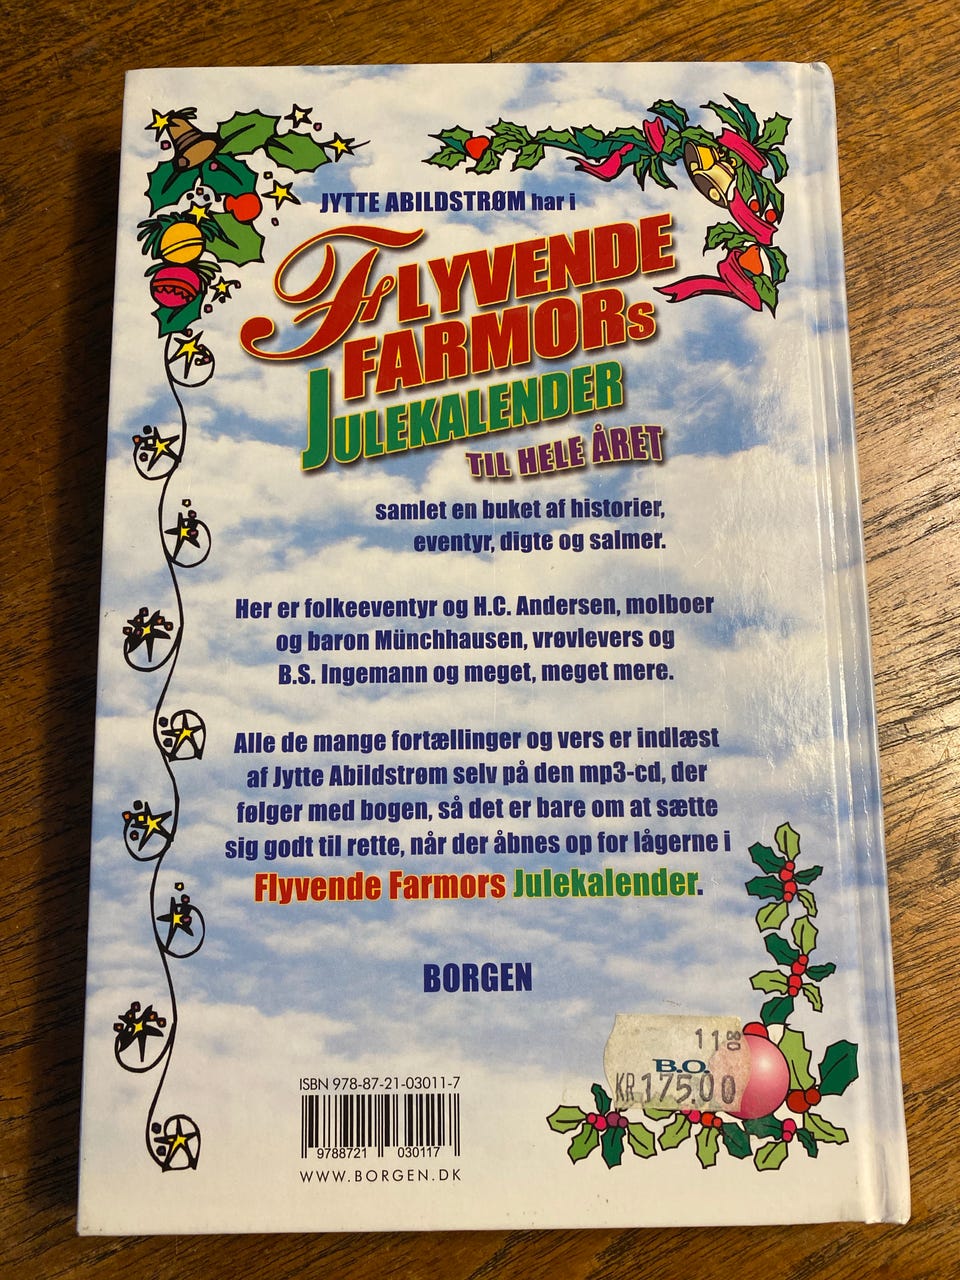 JYTTE ABILDSTRØM har i
FLYVENDE
FARMORs
JULEKALENDER
TIL HELE ÅRET
samlet en buket af historier,
eventyr, digte og salmer.
Her er folkeeventyr og H.C. Andersen, molboer
og baron Münchhausen, vrøvlevers og
B.S. Ingemann og meget, meget mere.
Alle de mange fortællinger og vers er indlæst
af Jytte Abildstrøm selv på den mp3-cd, der
følger med bogen, så det er bare om at sætte
sig godt til rette, når der åbnes op for lågerne i
Flyvende Farmors Julekalender.
BORGEN
11 08
B.O.
KR 175.00
ISBN 978-87-21-03011-7
9788721 030117
WWW.BORGEN.DK